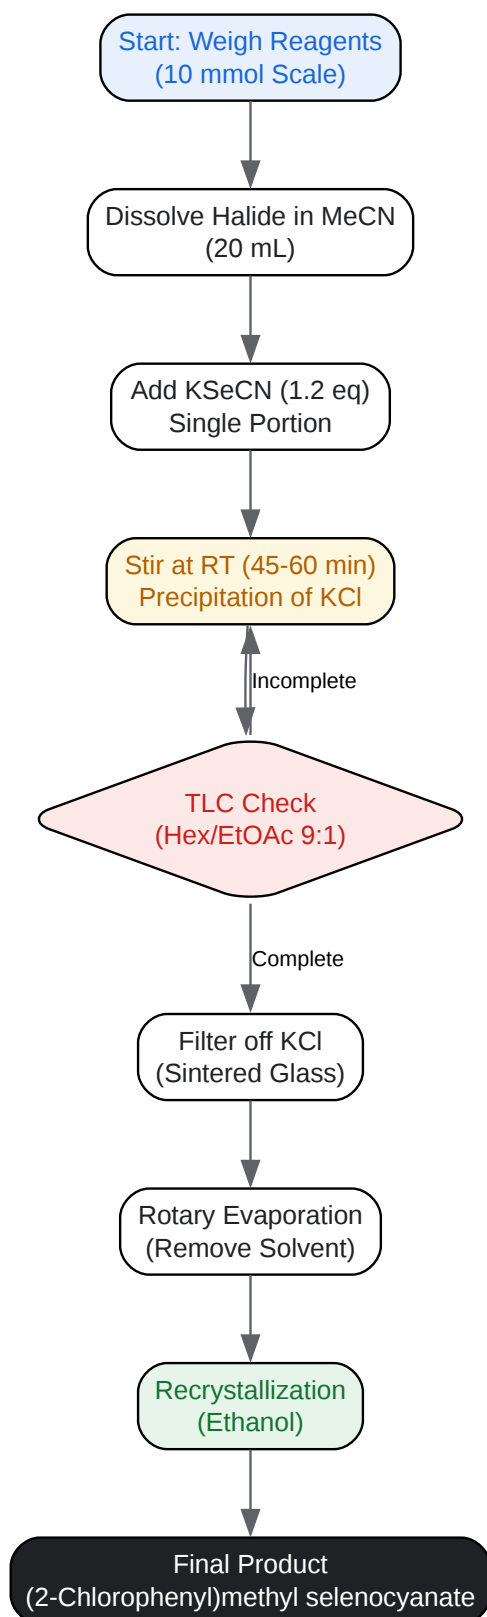 Start: Weigh Reagents
(10 mmol Scale)
Dissolve Halide in MeCN
(20 mL)
Add KSeCN (1.2 eq)
Single Portion
Stir at RT (45-60 min)
Precipitation of KCl
Incomplete
TLC Check
(Hex/EtOAc 9:1)
Complete
Filter off KCl
(Sintered Glass)
Rotary Evaporation
(Remove Solvent)
Recrystallization
(Ethanol)
Final Product
(2-Chlorophenyl)methyl selenocyanate